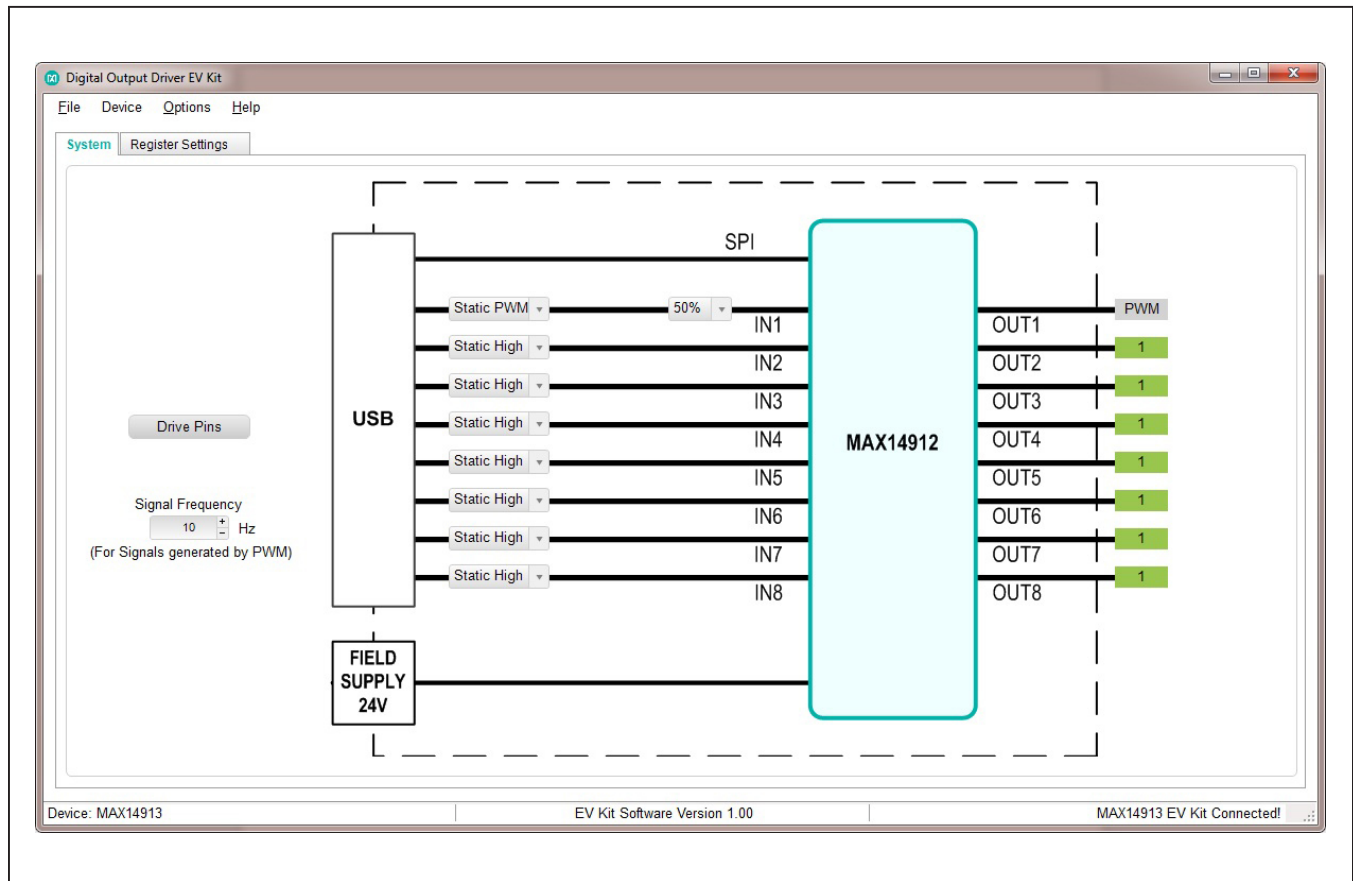 Digital Output Driver EV Kit
File Device Options Help
System Register Settings
SPI
Static PWM 50% IN1 OUT1 PWM
Static High IN2 OUT2 1
Static High IN3 OUT3 1
Static High IN4 OUT4 1
Static High IN5 OUT5 1
Static High IN6 OUT6 1
Static High IN7 OUT7 1
Static High IN8 OUT8 1
USB
MAX14912
Drive Pins
Signal Frequency
10 Hz
(For Signals generated by PWM)
FIELD
SUPPLY
24V
Device: MAX14913 EV Kit Software Version 1.00 MAX14913 EV Kit Connected!